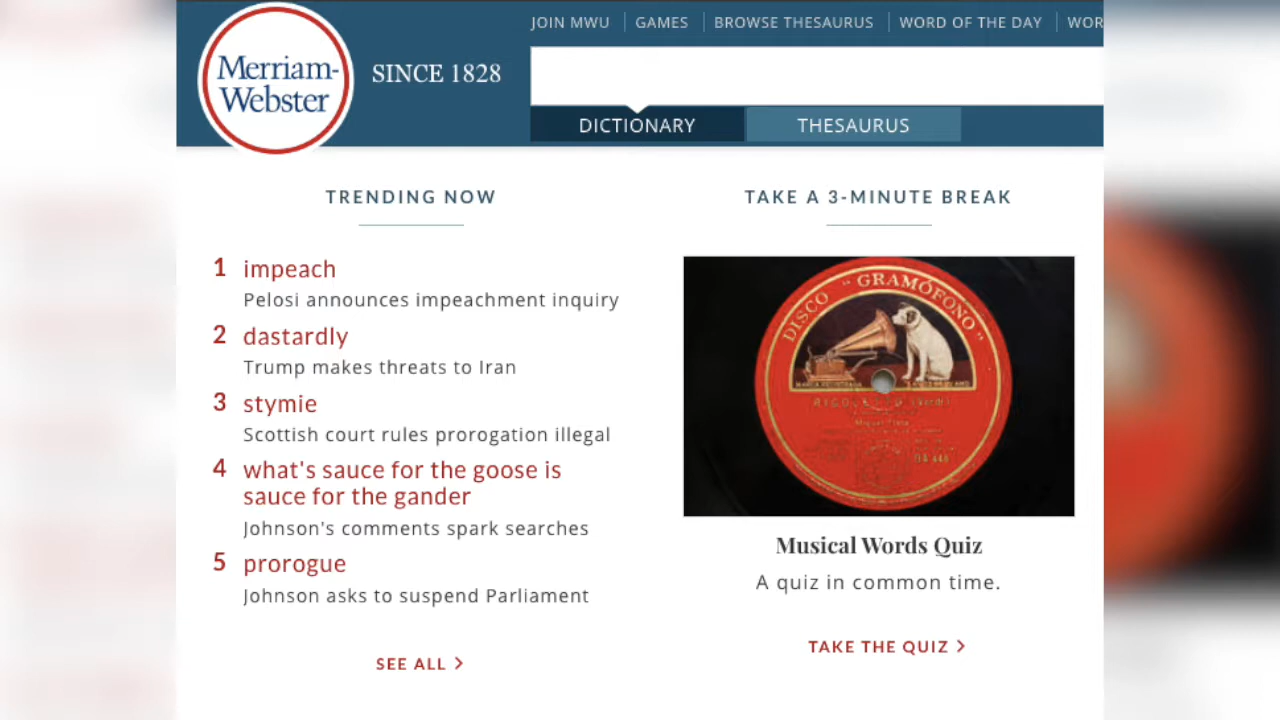 JOIN MWU GAMES BROWSE THESAURUS WORD OF THE DAY WOR
Merriam-
Webster
SINCE 1828
DICTIONARY THESAURUS
TRENDING NOW
1 impeach
Pelosi announces impeachment inquiry
2 dastardly
Trump makes threats to Iran
3 stymie
Scottish court rules prorogation illegal
4 what's sauce for the goose is
sauce for the gander
Johnson's comments spark searches
5 prorogue
Johnson asks to suspend Parliament
SEE ALL >
TAKE A 3-MINUTE BREAK
DISCO "GRAMÓFONO"
Musical Words Quiz
A quiz in common time.
TAKE THE QUIZ >